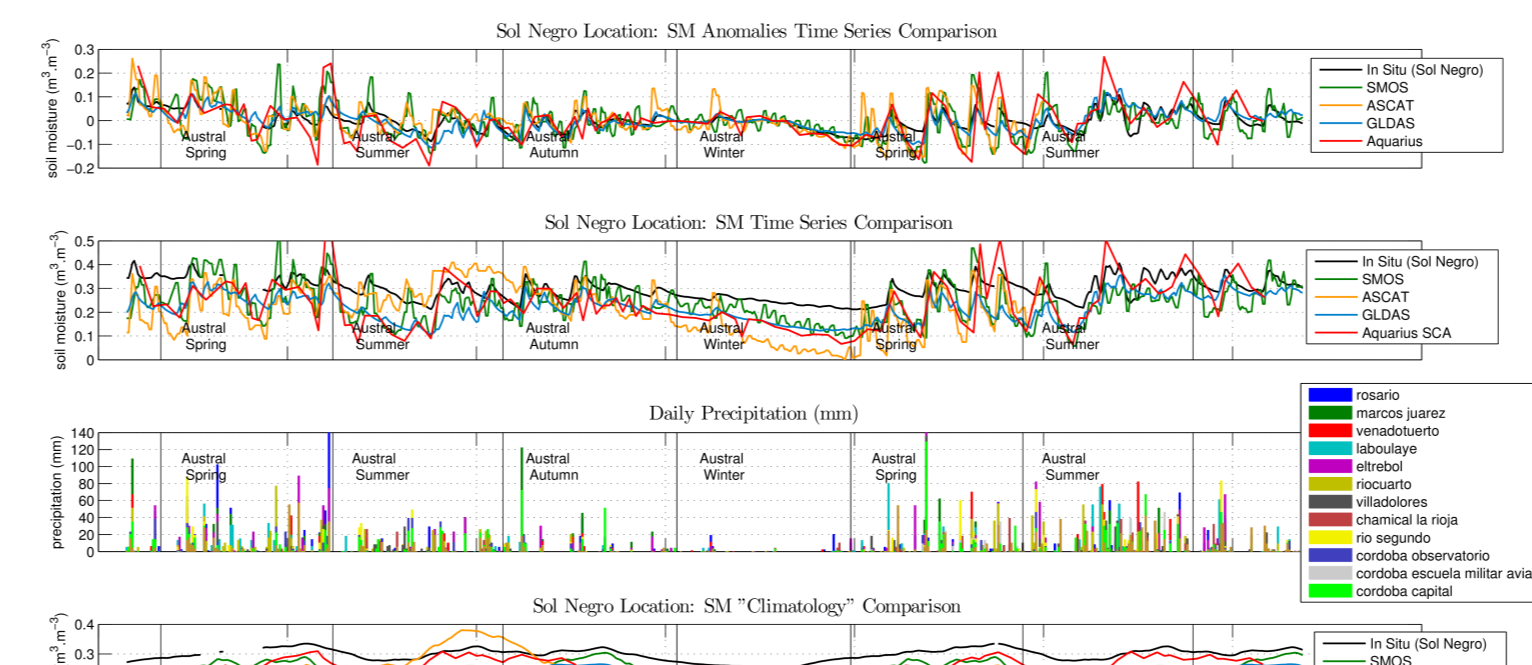 Sol Negro Location: SM Anomalies Time Series Comparison
soil moisture (m³.m⁻³)
0.3
0.2
0.1
0
−0.1
−0.2
Austral
Spring
Austral
Summer
Austral
Autumn
Austral
Winter
Austral
Spring
Austral
Summer
In Situ (Sol Negro)
SMOS
ASCAT
GLDAS
Aquarius
Sol Negro Location: SM Time Series Comparison
soil moisture (m³.m⁻³)
0.5
0.4
0.3
0.2
0.1
0
Austral
Spring
Austral
Summer
Austral
Autumn
Austral
Winter
Austral
Spring
Austral
Summer
In Situ (Sol Negro)
SMOS
ASCAT
GLDAS
Aquarius SCA
Daily Precipitation (mm)
precipitation (mm)
140
120
100
80
60
40
20
0
Austral
Spring
Austral
Summer
Austral
Autumn
Austral
Winter
Austral
Spring
Austral
Summer
rosario
marcos juarez
venadotuerto
laboulaye
eltrebol
riocuarto
villadolores
chamical la rioja
rio segundo
cordoba observatorio
cordoba escuela militar avia
cordoba capital
Sol Negro Location: SM "Climatology" Comparison
m³.m⁻³)
0.4
0.3
In Situ (Sol Negro)
SMOS